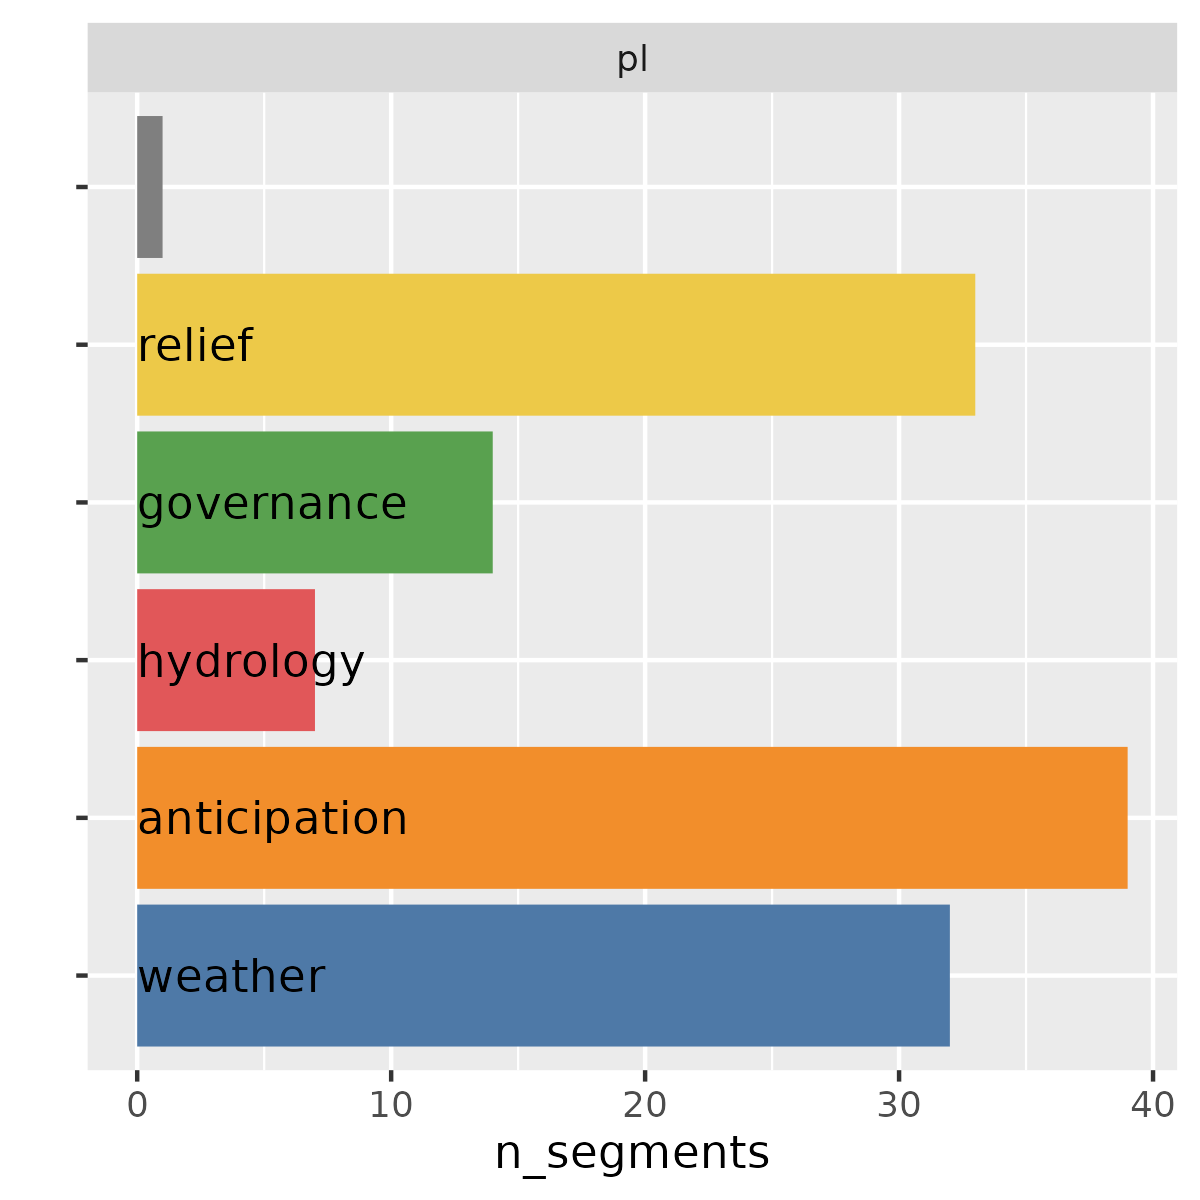 pl
relief
governance
hydrology
anticipation
weather
0 10 20 30 40
n_segments